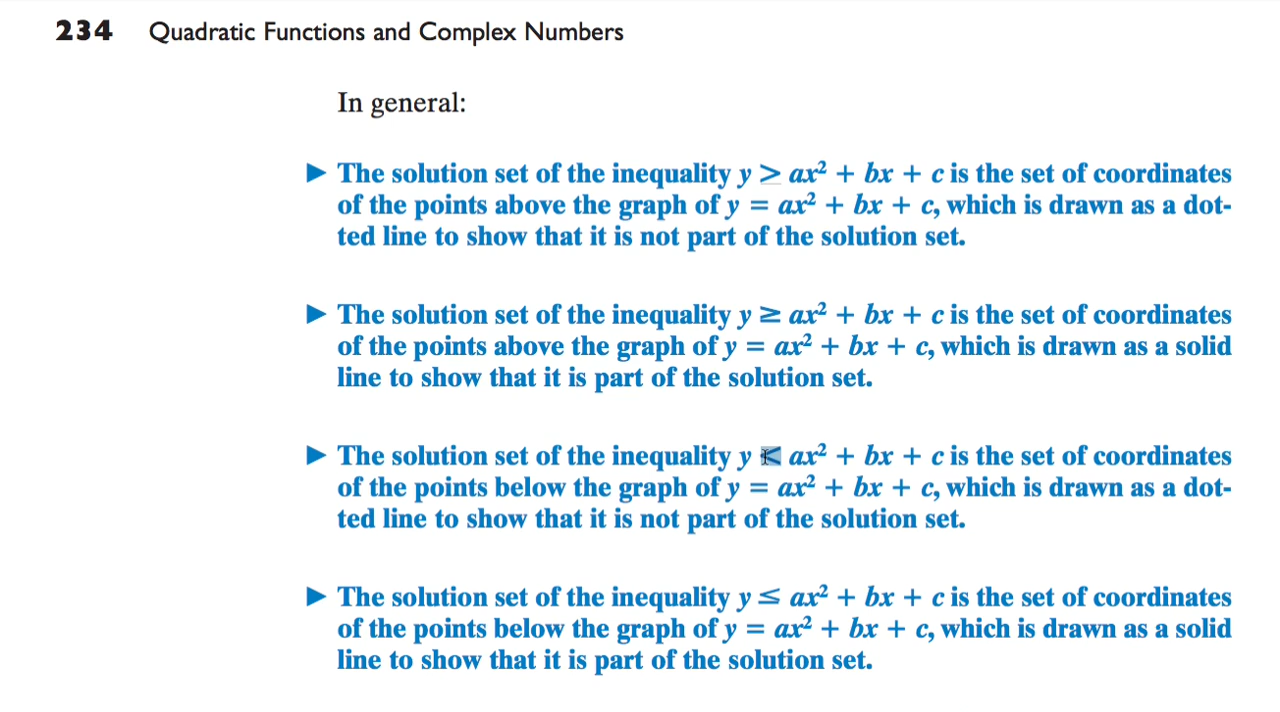 234 Quadratic Functions and Complex Numbers
In general:
► The solution set of the inequality y > ax² + bx + c is the set of coordinates
of the points above the graph of y = ax² + bx + c, which is drawn as a dot-
ted line to show that it is not part of the solution set.
► The solution set of the inequality y ≥ ax² + bx + c is the set of coordinates
of the points above the graph of y = ax² + bx + c, which is drawn as a solid
line to show that it is part of the solution set.
► The solution set of the inequality y < ax² + bx + c is the set of coordinates
of the points below the graph of y = ax² + bx + c, which is drawn as a dot-
ted line to show that it is not part of the solution set.
► The solution set of the inequality y ≤ ax² + bx + c is the set of coordinates
of the points below the graph of y = ax² + bx + c, which is drawn as a solid
line to show that it is part of the solution set.